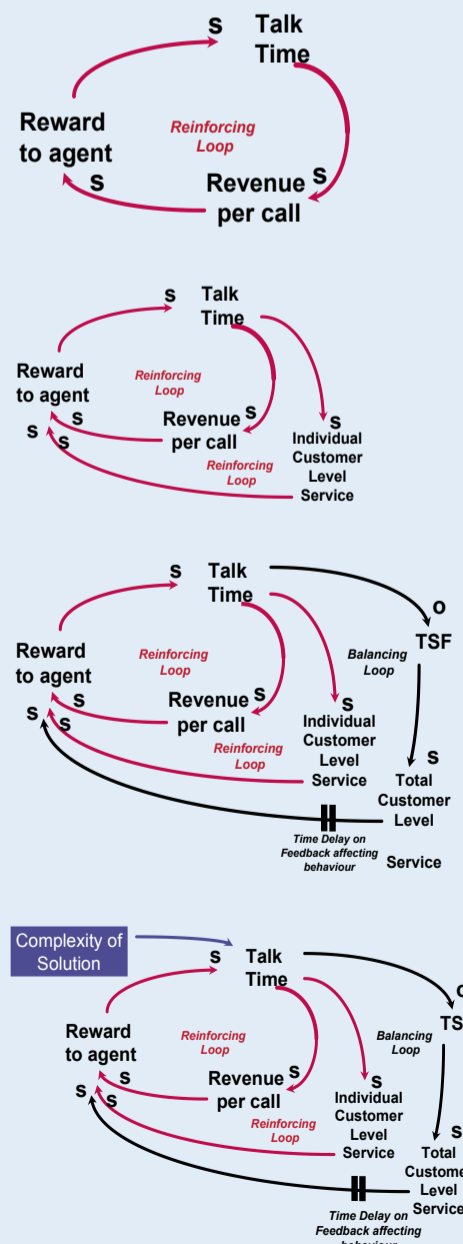 s
Talk
Time
Reward
to agent
Reinforcing
Loop
s
Revenue
per call
s
s
Talk
Time
Reward
to agent
Reinforcing
Loop
s
Revenue
per call
s
s
Individual
Customer
Level
Service
s
s
Reinforcing
Loop
s
Talk
Time
o
TSF
Reward
to agent
Reinforcing
Loop
Balancing
Loop
s
Revenue
per call
s
s
Individual
Customer
Level
Service
s
s
Reinforcing
Loop
s
Total
Customer
Level
Service
Time Delay on
Feedback affecting
behaviour
Complexity of
Solution
s
Talk
Time
Reward
to agent
Reinforcing
Loop
Balancing
Loop
s
Revenue
per call
s
s
Individual
Customer
Level
Service
s
s
Reinforcing
Loop
s
Total
Customer
Level
Service
Time Delay on
Feedback affecting
behaviour